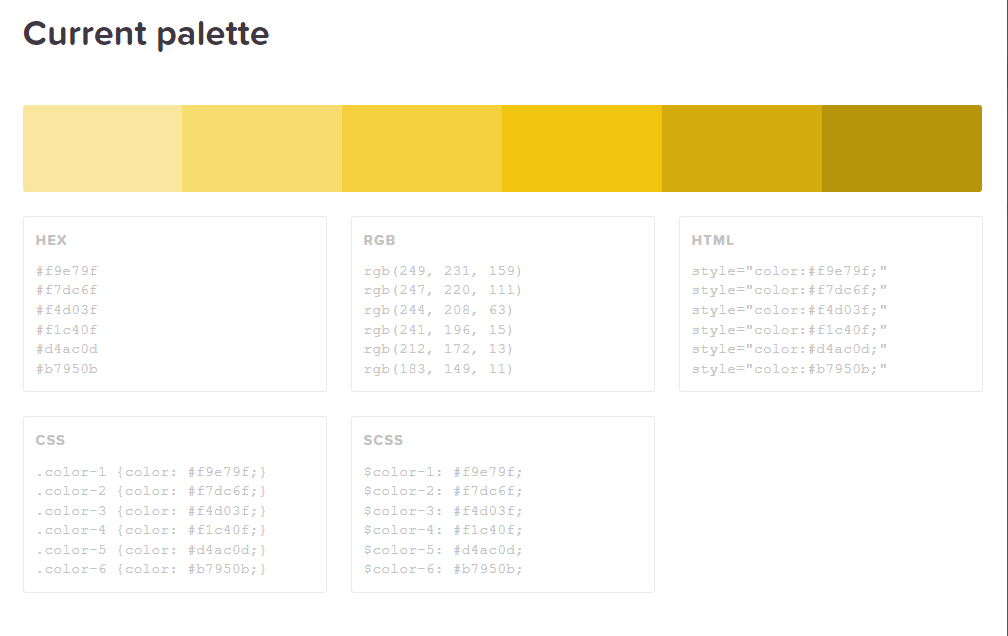 Current palette
HEX
#f9e79f
#f7dc6f
#f4d03f
#f1c40f
#d4ac0d
#b7950b
RGB
rgb(249, 231, 159)
rgb(247, 220, 111)
rgb(244, 208, 63)
rgb(241, 196, 15)
rgb(212, 172, 13)
rgb(183, 149, 11)
HTML
style="color:#f9e79f;"
style="color:#f7dc6f;"
style="color:#f4d03f;"
style="color:#f1c40f;"
style="color:#d4ac0d;"
style="color:#b7950b;"
CSS
.color-1 {color: #f9e79f;}
.color-2 {color: #f7dc6f;}
.color-3 {color: #f4d03f;}
.color-4 {color: #f1c40f;}
.color-5 {color: #d4ac0d;}
.color-6 {color: #b7950b;}
SCSS
$color-1: #f9e79f;
$color-2: #f7dc6f;
$color-3: #f4d03f;
$color-4: #f1c40f;
$color-5: #d4ac0d;
$color-6: #b7950b;